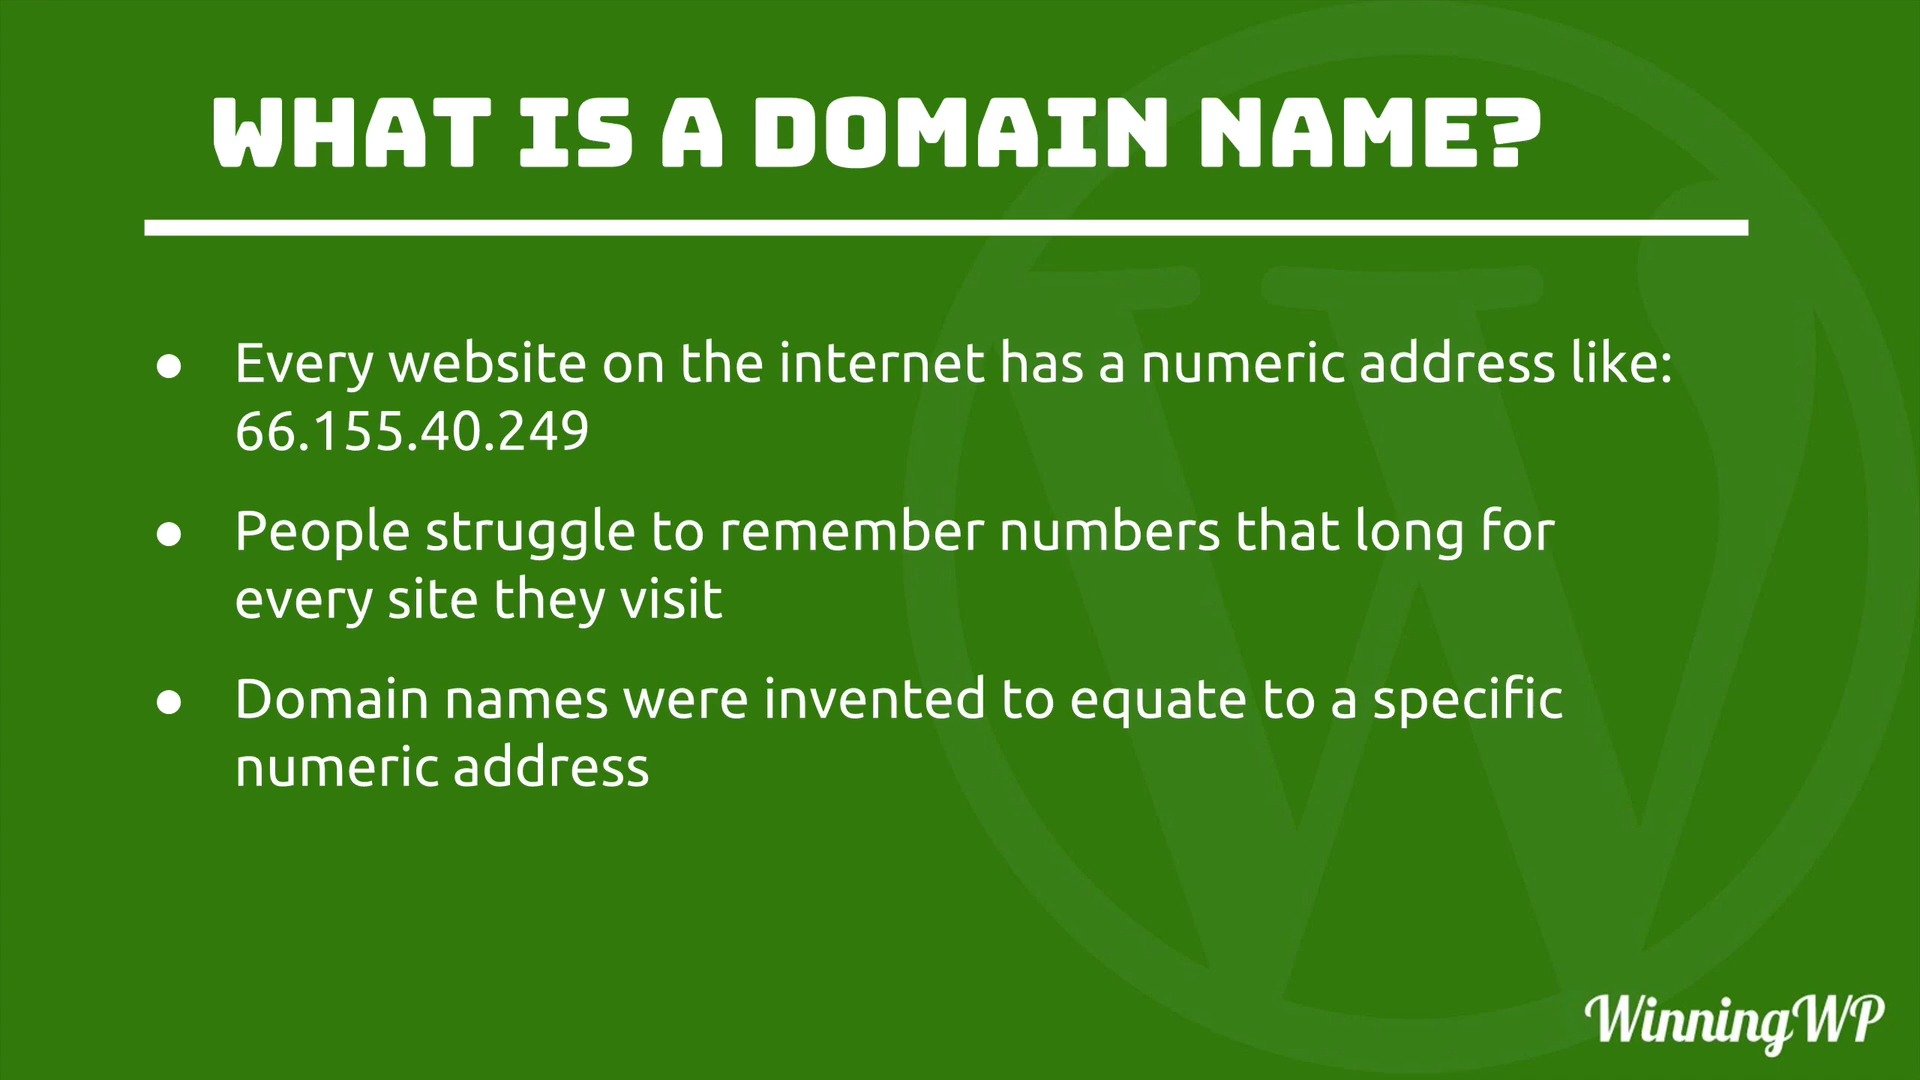 WHAT IS A DOMAIN NAME?
● Every website on the internet has a numeric address like:
66.155.40.249
● People struggle to remember numbers that long for
every site they visit
● Domain names were invented to equate to a specific
numeric address
WinningWP